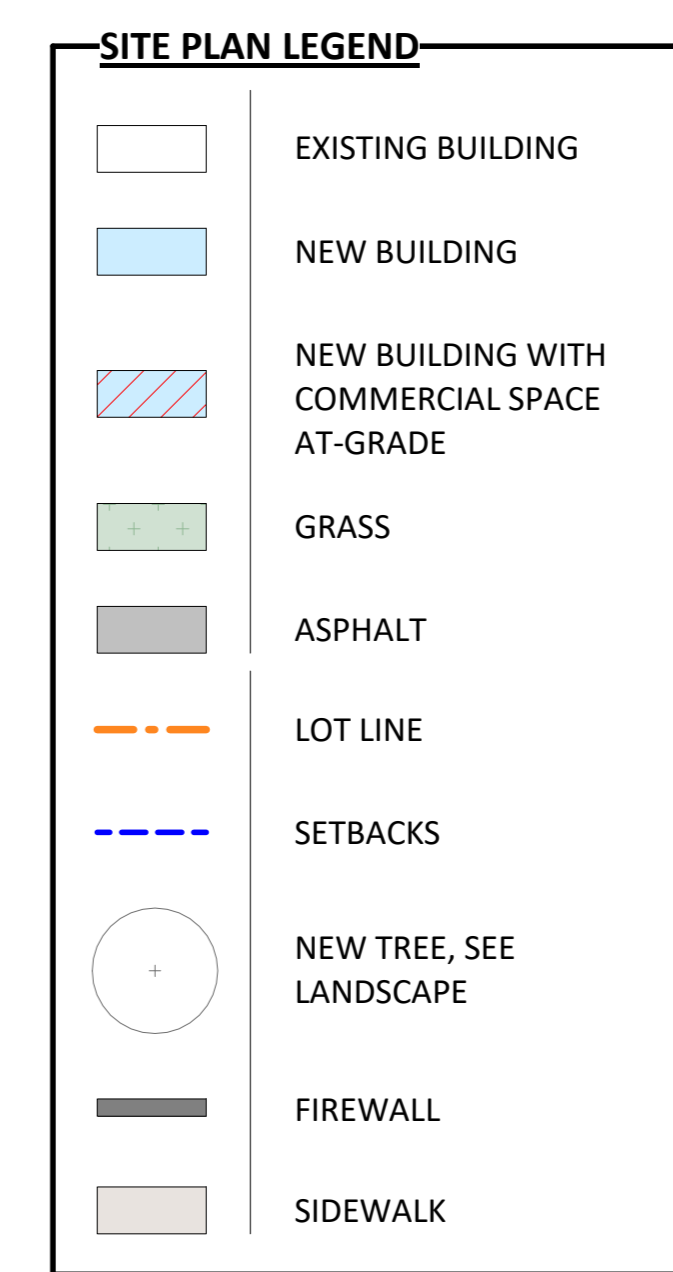 SITE PLAN LEGEND
EXISTING BUILDING
NEW BUILDING
NEW BUILDING WITH
COMMERCIAL SPACE
AT-GRADE
GRASS
ASPHALT
LOT LINE
SETBACKS
NEW TREE, SEE
LANDSCAPE
FIREWALL
SIDEWALK